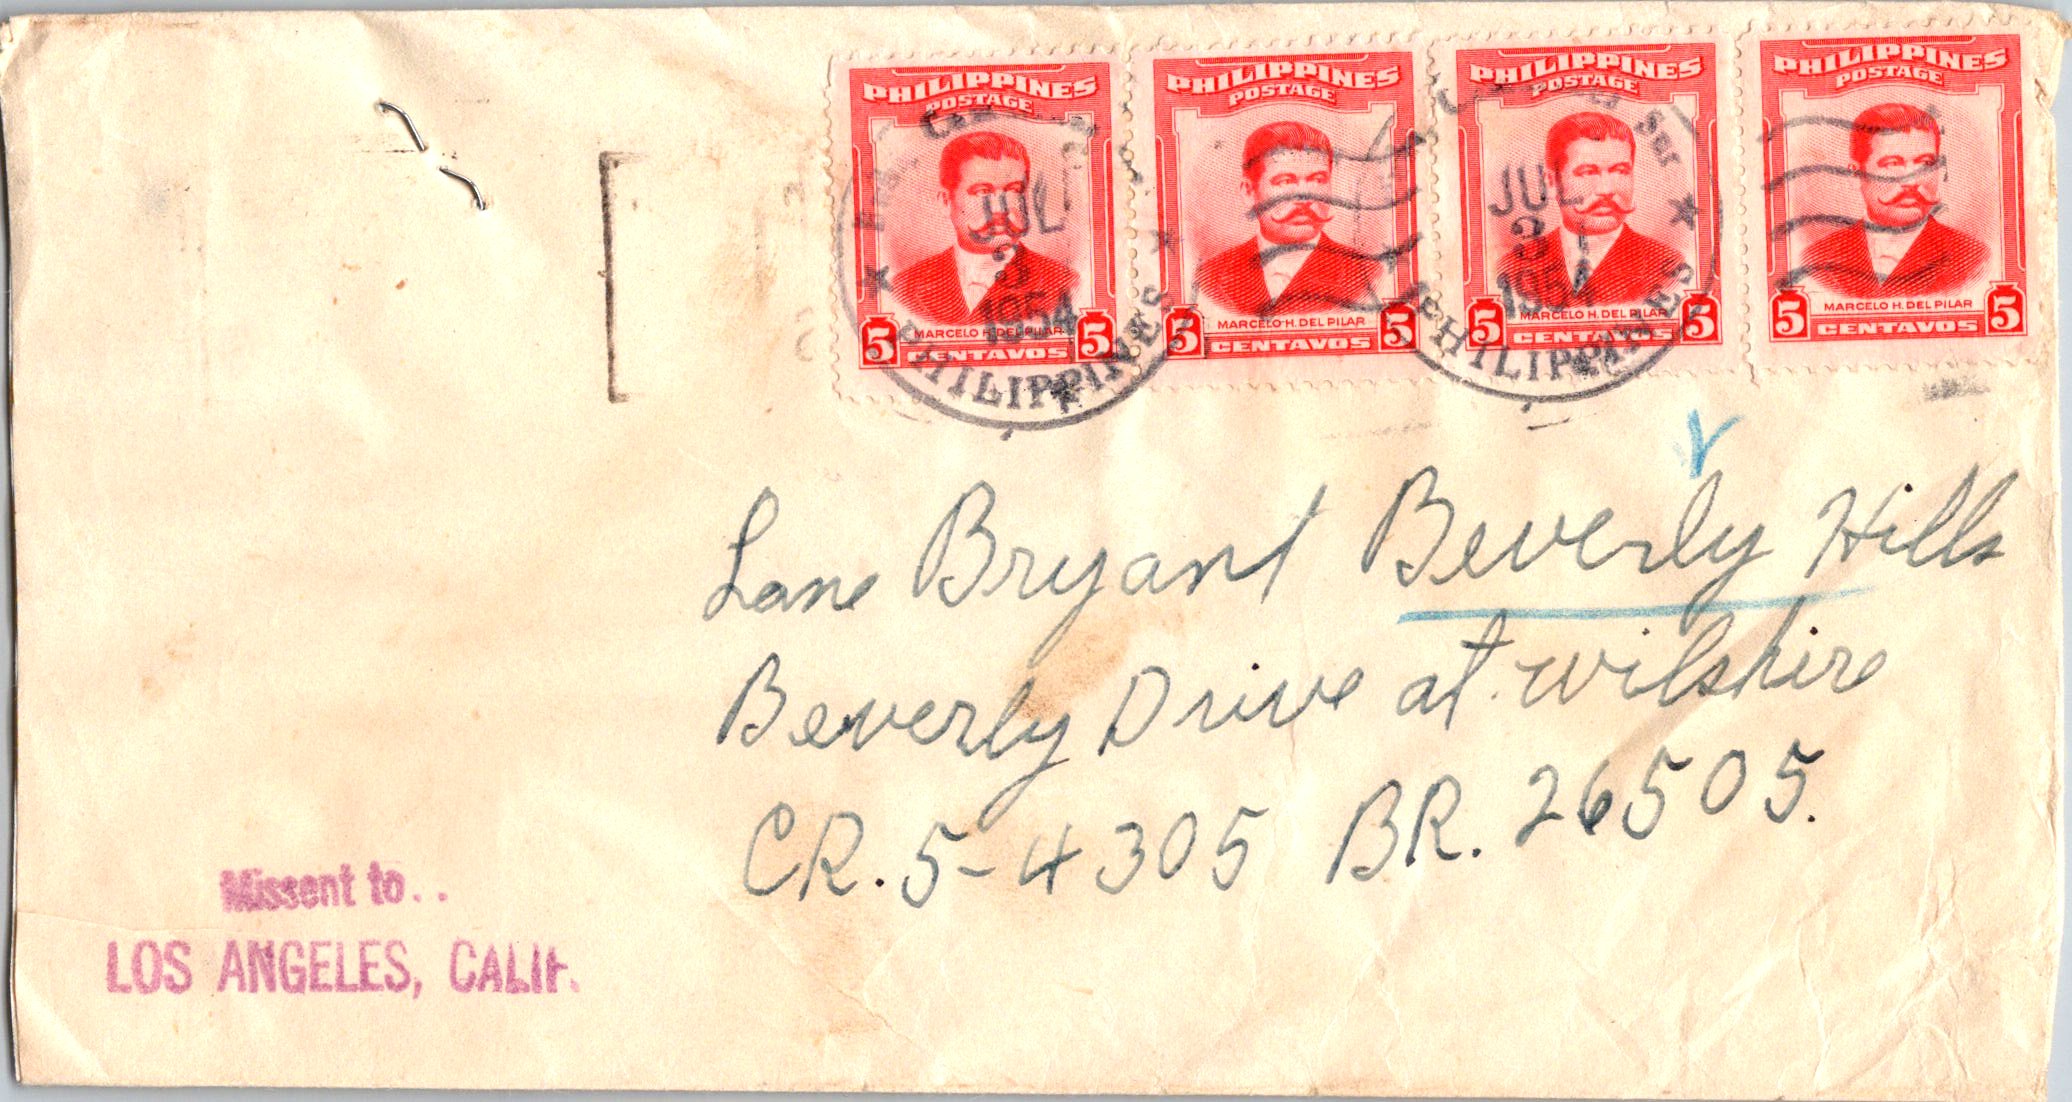 PHILIPPINES
POSTAGE
MARCELO H. DEL PILAR
5 CENTAVOS 5
PHILIPPINES
POSTAGE
MARCELO H. DEL PILAR
5 CENTAVOS 5
PHILIPPINES
POSTAGE
MARCELO H. DEL PILAR
5 CENTAVOS 5
PHILIPPINES
POSTAGE
MARCELO H. DEL PILAR
5 CENTAVOS 5
JUL
3
1954
PHILIPPINES
JUL
3
1954
PHILIPPINES
Lane Bryant Beverly Hills
Beverly Drive at Wilshire
CR. 5-4305 BR. 26505.
Missent to..
LOS ANGELES, CALIF.